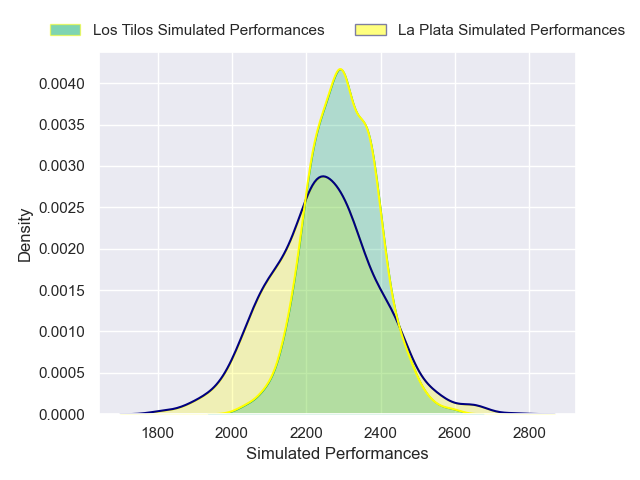 Los Tilos Simulated Performances La Plata Simulated Performances
0.0040
0.0035
0.0030
0.0025
0.0020
0.0015
0.0010
0.0005
0.0000
Density
1800 2000 2200 2400 2600 2800
Simulated Performances